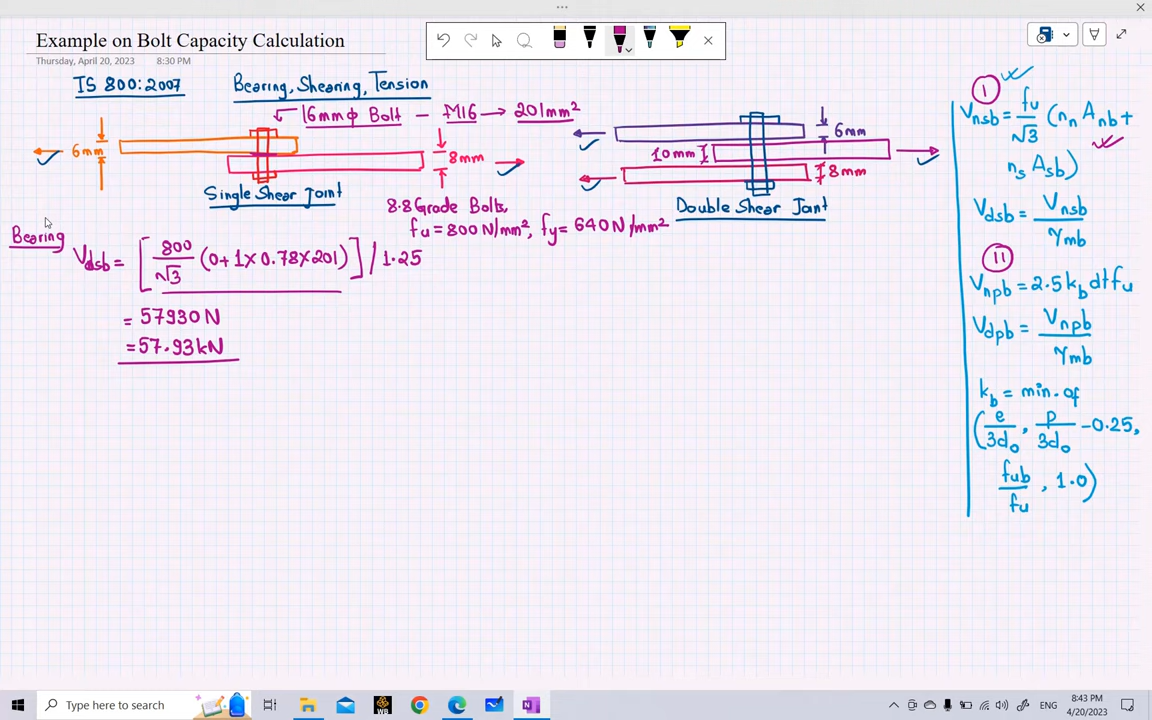 Example on Bolt Capacity Calculation
Thursday, April 20, 2023 8:30 PM
IS 800:2007 Bearing, Shearing, Tension
16mm φ Bolt - M16 → 201mm²
6mm
8mm
Single Shear Joint
6mm
10mm
8mm
Double Shear Joint
8.8 Grade Bolts,
fu = 800 N/mm², fy = 640 N/mm²
Bearing
Vdsb = [800/√3 (0+1×0.78×201)] / 1.25
= 57930 N
= 57.93 kN
I
Vnsb = fu/√3 (nn Anb +
ns Asb)
Vdsb = Vnsb/γmb
II
Vnpb = 2.5 kb dt fu
Vdpb = Vnpb/γmb
kb = min. of
(e/3do, p/3do - 0.25,
fub/fu, 1.0)
Type here to search
WB
N
ENG
8:43 PM
4/20/2023